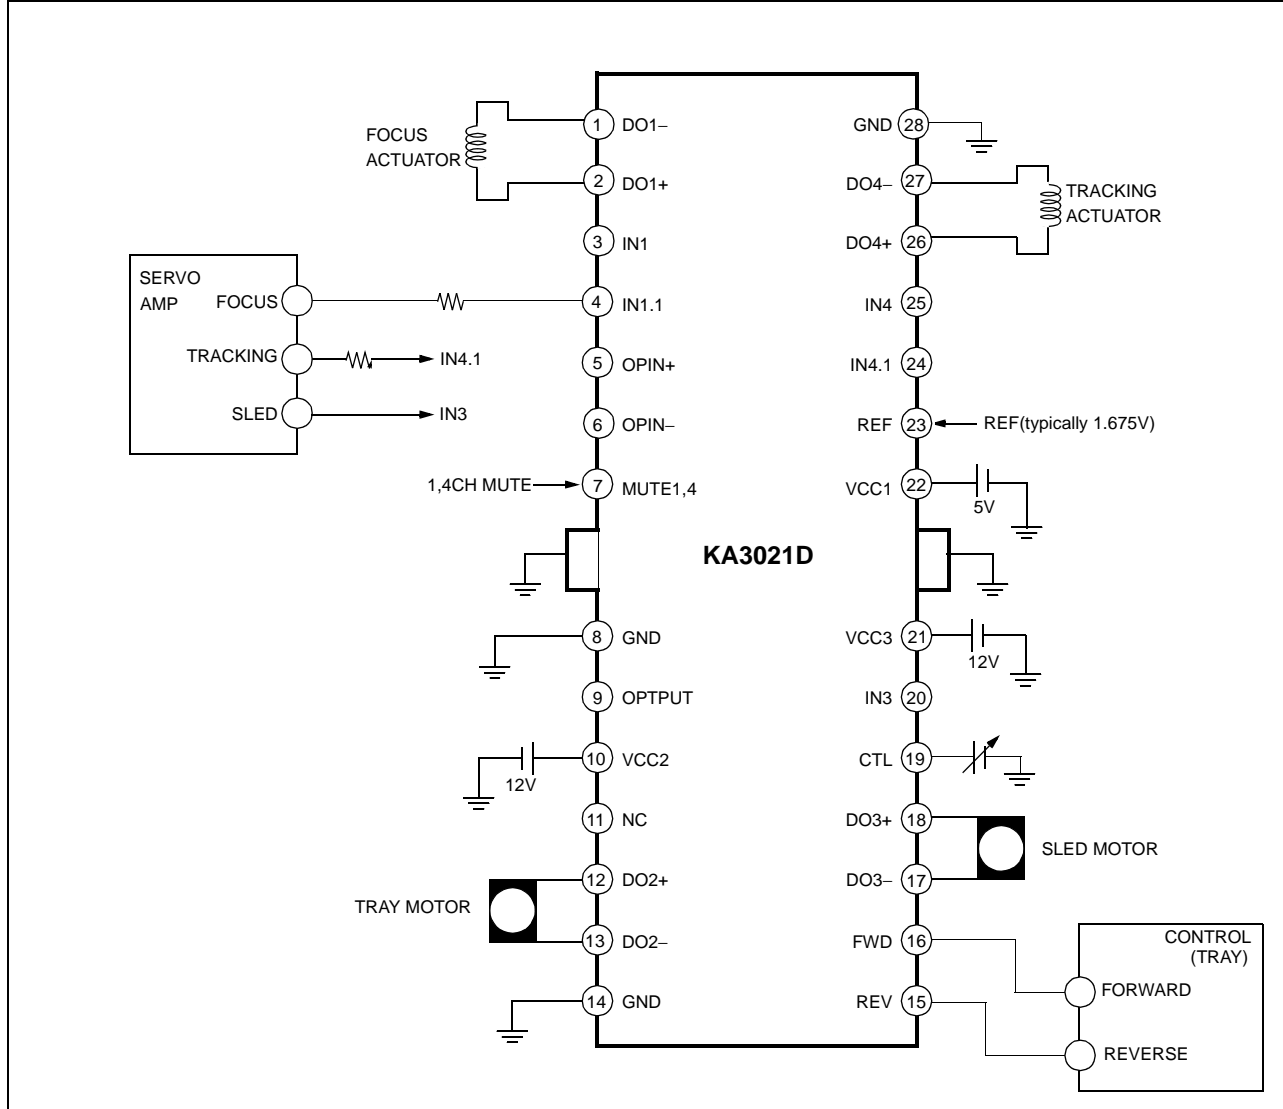 FOCUS
ACTUATOR
1 DO1−
2 DO1+
3 IN1
SERVO
AMP
FOCUS
TRACKING
SLED
IN4.1
IN3
4 IN1.1
5 OPIN+
6 OPIN−
1,4CH MUTE
7 MUTE1,4
8 GND
9 OPTPUT
12V
10 VCC2
11 NC
TRAY MOTOR
12 DO2+
13 DO2−
14 GND
KA3021D
GND 28
DO4− 27
TRACKING
ACTUATOR
DO4+ 26
IN4 25
IN4.1 24
REF 23
REF(typically 1.675V)
VCC1 22
5V
VCC3 21
12V
IN3 20
CTL 19
DO3+ 18
SLED MOTOR
DO3− 17
FWD 16
REV 15
CONTROL
(TRAY)
FORWARD
REVERSE